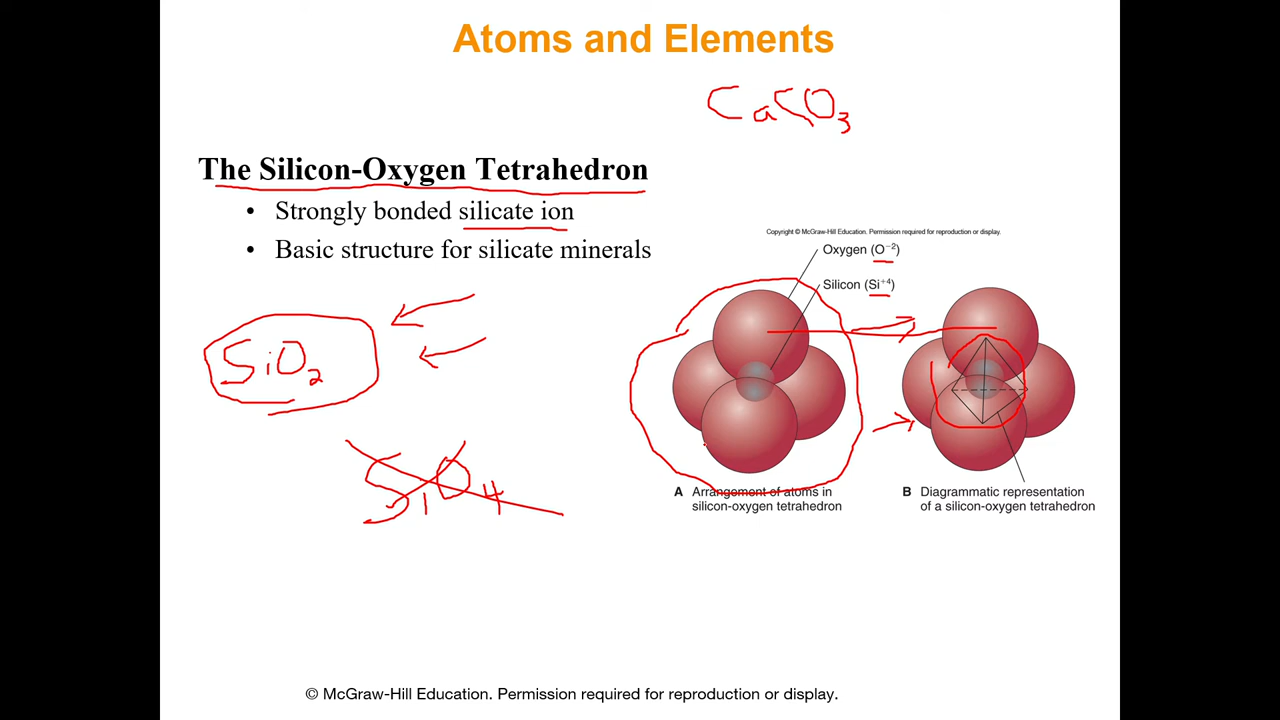 Atoms and Elements
CaCO3
The Silicon-Oxygen Tetrahedron
• Strongly bonded silicate ion
• Basic structure for silicate minerals
Copyright © McGraw-Hill Education. Permission required for reproduction or display.
Oxygen (O⁻²)
Silicon (Si⁺⁴)
SiO2
SiO4
A Arrangement of atoms in
silicon-oxygen tetrahedron
B Diagrammatic representation
of a silicon-oxygen tetrahedron
© McGraw-Hill Education. Permission required for reproduction or display.